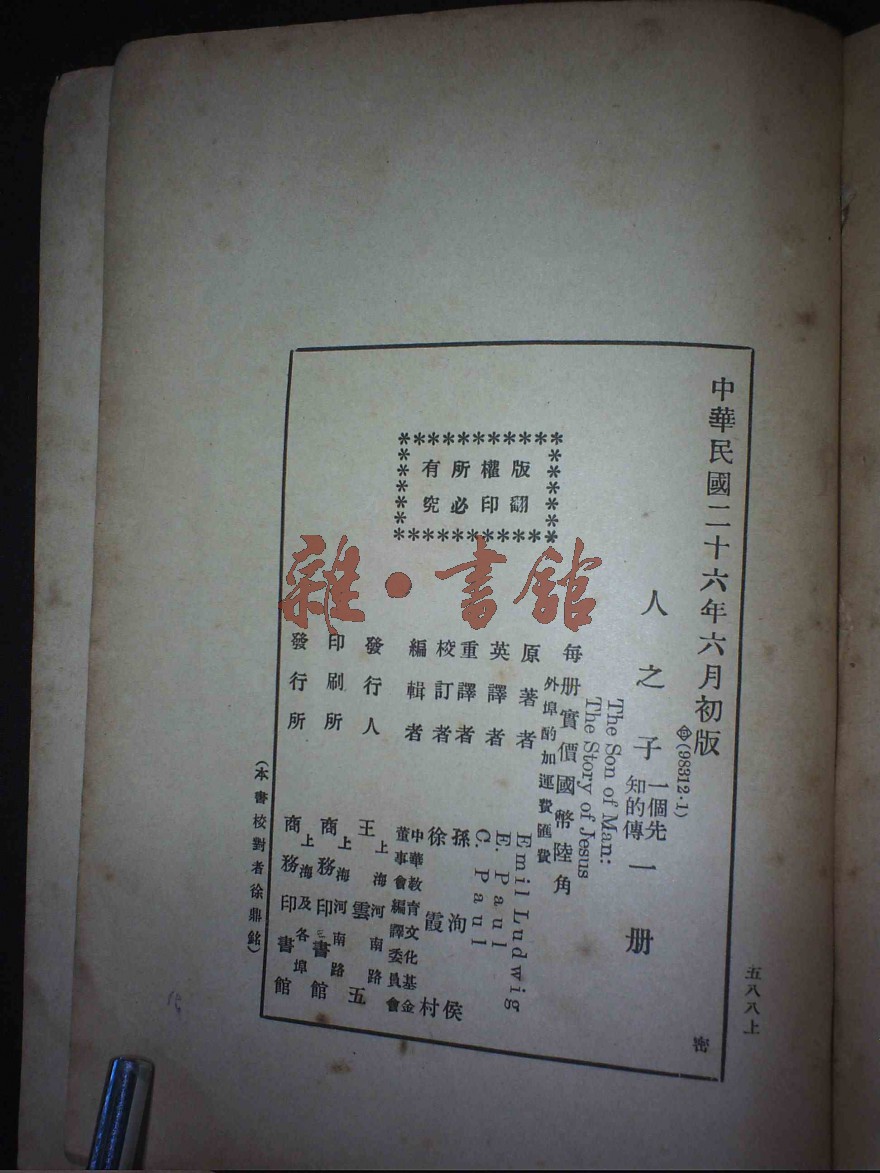 中華民國二十六年六月初版
(98312·1)
人之子 一個先知的傳 一册
The Son of Man:
The Story of Jesus
每册實價國幣陸角
外埠酌加運費匯費
原著者 Emil Ludwig
英譯者 E. Paul
C. Paul
重譯者 孫洵侯
校訂者 徐霞村
編輯者 中華教育文化基金董事會編譯委員會
發行人 王雲五
上海河南路
印刷所 商務印書館
上海河南路
發行所 商務印書館
上海及各埠
版權所有
翻印必究
(本書校對者徐鼎銘)
五八八上
密
雜·書館